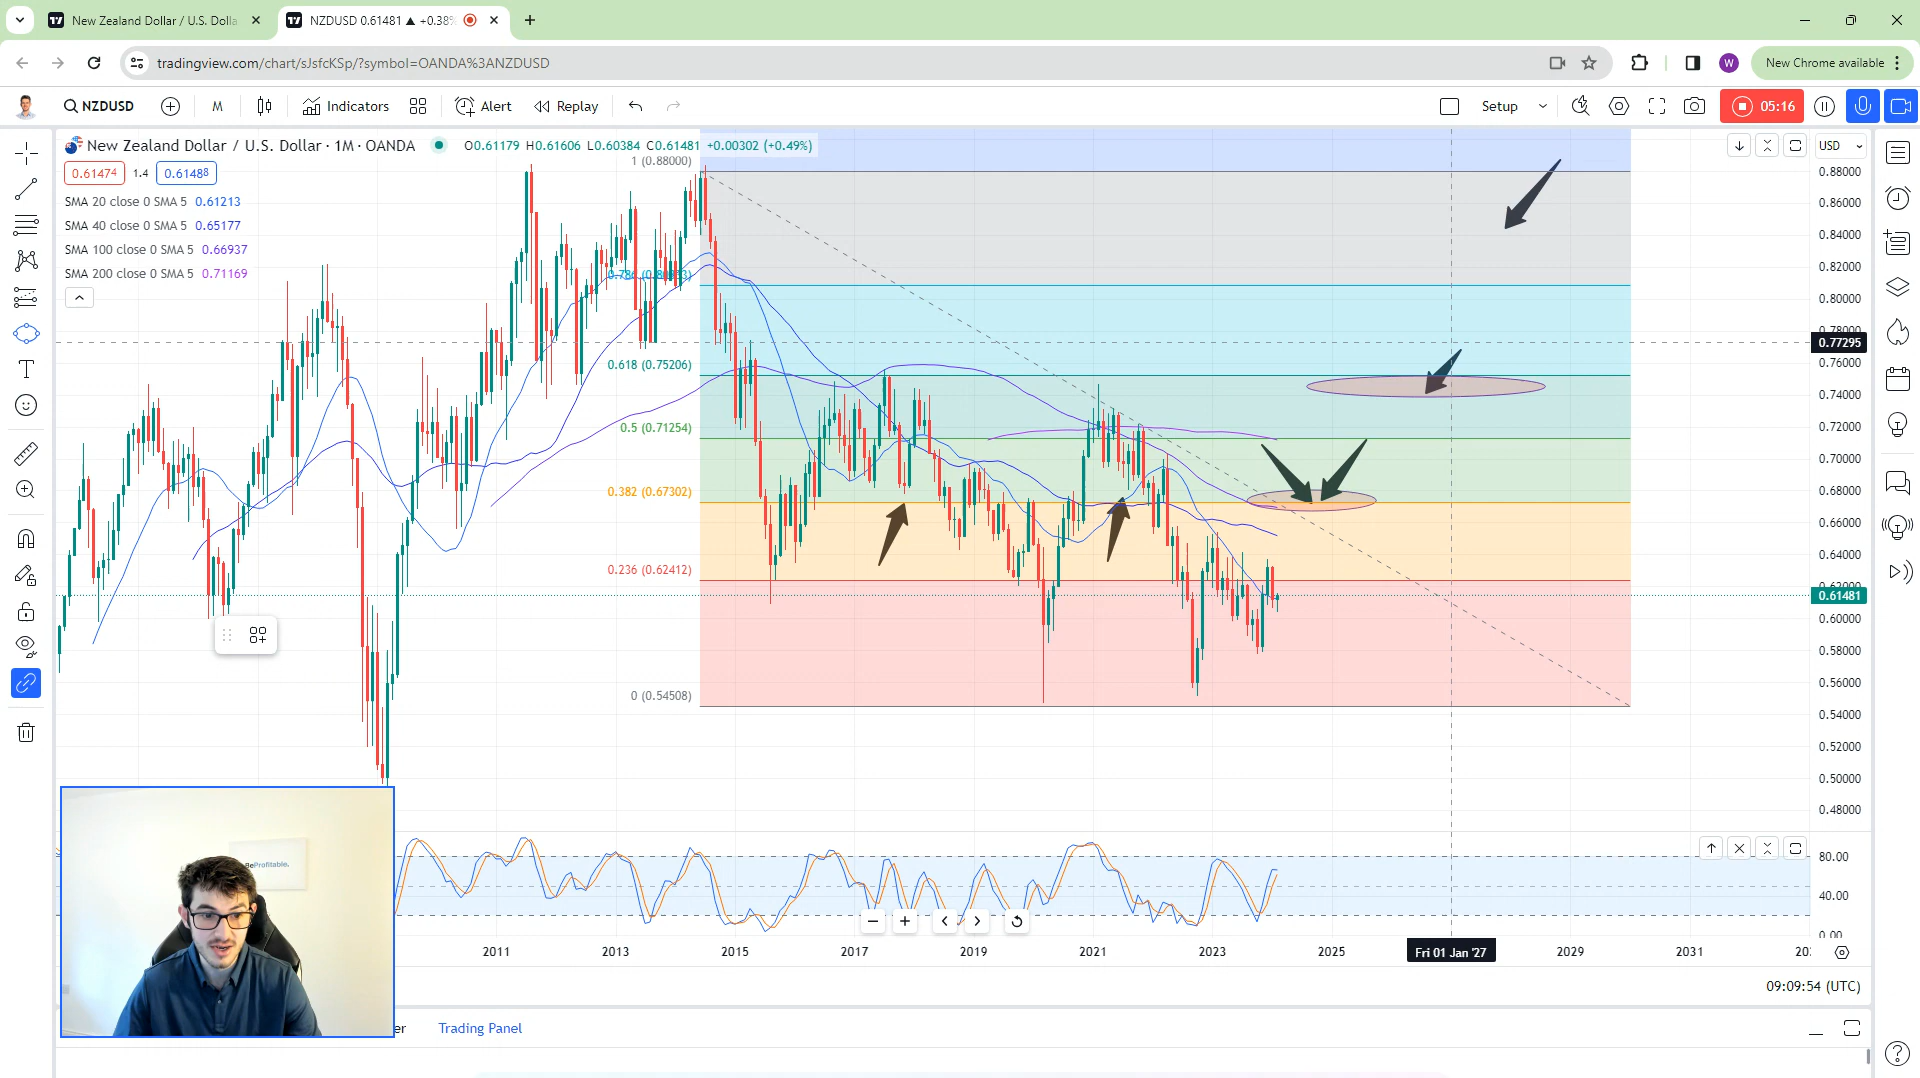 New Zealand Dollar / U.S. Dolla
NZDUSD 0.61481 ▲ +0.38%
tradingview.com/chart/sJsfcKSp/?symbol=OANDA%3ANZDUSD
W
New Chrome available
NZDUSD
M
Indicators
Alert
Replay
Setup
05:16
New Zealand Dollar / U.S. Dollar · 1M · OANDA
O0.61179 H0.61606 L0.60384 C0.61481 +0.00302 (+0.49%)
USD
0.61474
1.4
0.61488
SMA 20 close 0 SMA 5 0.61213
SMA 40 close 0 SMA 5 0.65177
SMA 100 close 0 SMA 5 0.66937
SMA 200 close 0 SMA 5 0.71169
1 (0.88000)
0.618 (0.75206)
0.5 (0.71254)
0.382 (0.67302)
0.236 (0.62412)
0 (0.54508)
0.88000
0.86000
0.84000
0.82000
0.80000
0.78000
0.77295
0.76000
0.74000
0.72000
0.70000
0.68000
0.66000
0.64000
0.62000
0.61481
0.60000
0.58000
0.56000
0.54000
0.52000
0.50000
0.48000
80.00
40.00
0.00
BeProfitable.
2011
2013
2015
2017
2019
2021
2023
2025
Fri 01 Jan '27
2029
2031
20:
09:09:54 (UTC)
er
Trading Panel